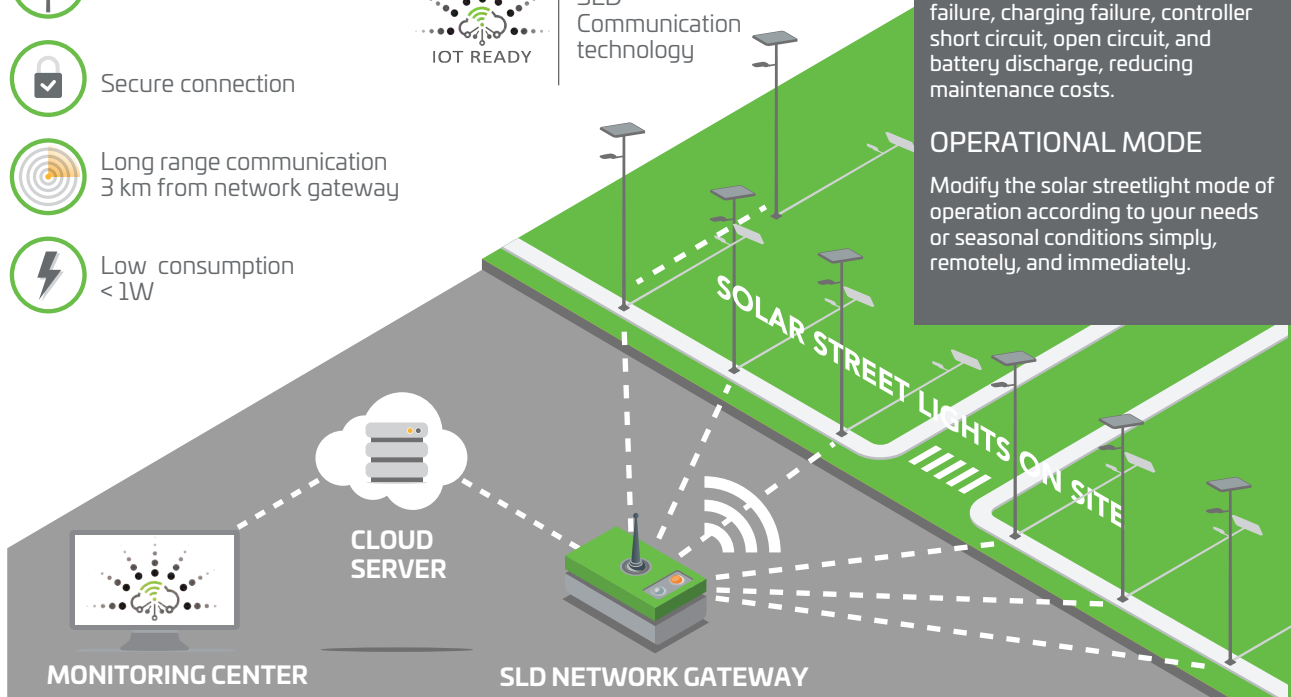 Communication
technology
IOT READY
Secure connection
Long range communication
3 km from network gateway
Low consumption
< 1W
failure, charging failure, controller
short circuit, open circuit, and
battery discharge, reducing
maintenance costs.
OPERATIONAL MODE
Modify the solar streetlight mode of
operation according to your needs
or seasonal conditions simply,
remotely, and immediately.
SOLAR STREET LIGHTS ON SITE
CLOUD
SERVER
MONITORING CENTER
SLD NETWORK GATEWAY